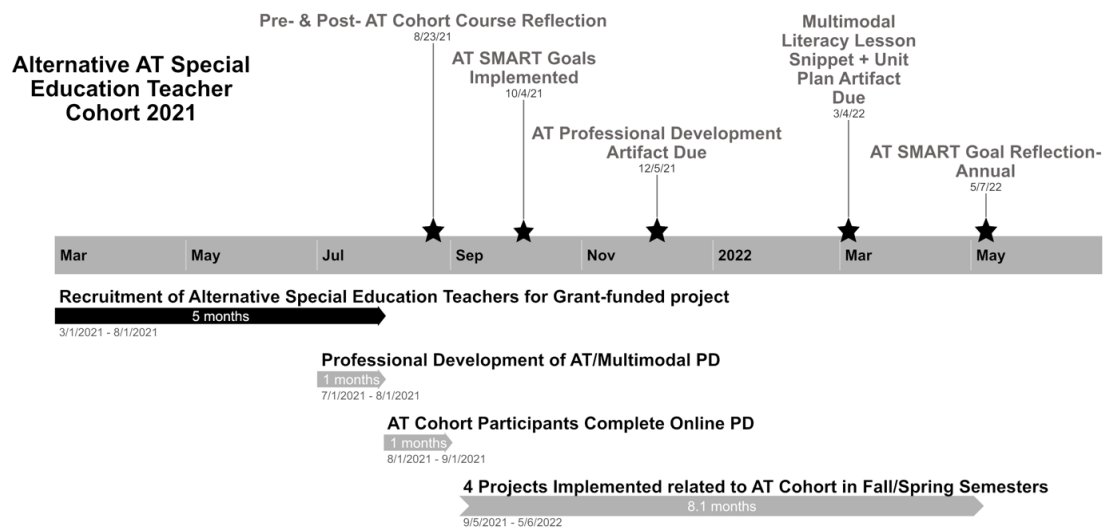 Alternative AT Special
Education Teacher
Cohort 2021
Pre- & Post- AT Cohort Course Reflection
8/23/21
AT SMART Goals
Implemented
10/4/21
AT Professional Development
Artifact Due
12/5/21
Multimodal
Literacy Lesson
Snippet + Unit
Plan Artifact
Due
3/4/22
AT SMART Goal Reflection-
Annual
5/7/22
Mar May Jul Sep Nov 2022 Mar May
Recruitment of Alternative Special Education Teachers for Grant-funded project
5 months
3/1/2021 - 8/1/2021
Professional Development of AT/Multimodal PD
1 months
7/1/2021 - 8/1/2021
AT Cohort Participants Complete Online PD
1 months
8/1/2021 - 9/1/2021
4 Projects Implemented related to AT Cohort in Fall/Spring Semesters
8.1 months
9/5/2021 - 5/6/2022